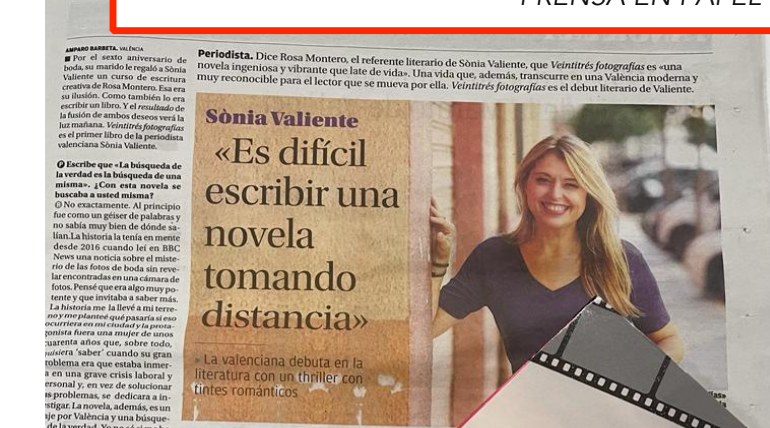 PRENSA EN PAPEL
AMPARO BARBETA. VALÈNCIA
■ Por el sexto aniversario de
boda, su marido le regaló a Sònia
Valiente un curso de escritura
creativa de Rosa Montero. Esa era
su ilusión. Como también lo era
escribir un libro. Y el resultado de
la fusión de ambos deseos verá la
luz mañana. Veintitrés fotografías
es el primer libro de la periodista
valenciana Sònia Valiente.
Escribe que «La búsqueda de
la verdad es la búsqueda de una
misma». ¿Con esta novela se
buscaba a usted misma?
No exactamente. Al principio
fue como un géiser de palabras y
no sabía muy bien de dónde sa-
lían.La historia la tenía en mente
desde 2016 cuando leí en BBC
News una noticia sobre el miste-
rio de las fotos de boda sin reve-
lar encontradas en una cámara de
fotos. Pensé que era algo muy po-
tente y que invitaba a saber más.
La historia me la llevé a mi terre-
no y me planteé qué pasaría si eso
ocurriera en mi ciudad y la prota-
gonista fuera una mujer de unos
cuarenta años que, sobre todo,
quisiera 'saber' cuando su gran
problema era que estaba inmer-
a en una grave crisis laboral y
ersonal y, en vez de solucionar
us problemas, se dedicara a in-
stigar. La novela, además, es un
aje por València y una búsque-
de la verdad.
Periodista. Dice Rosa Montero, el referente literario de Sònia Valiente, que Veintitrés fotografías es «una
novela ingeniosa y vibrante que late de vida». Una vida que, además, transcurre en una València moderna y
muy reconocible para el lector que se mueva por ella. Veintitrés fotografías es el debut literario de Valiente.
Sònia Valiente
«Es difícil
escribir una
novela
tomando
distancia»
La valenciana debuta en la
literatura con un thriller con
tintes románticos